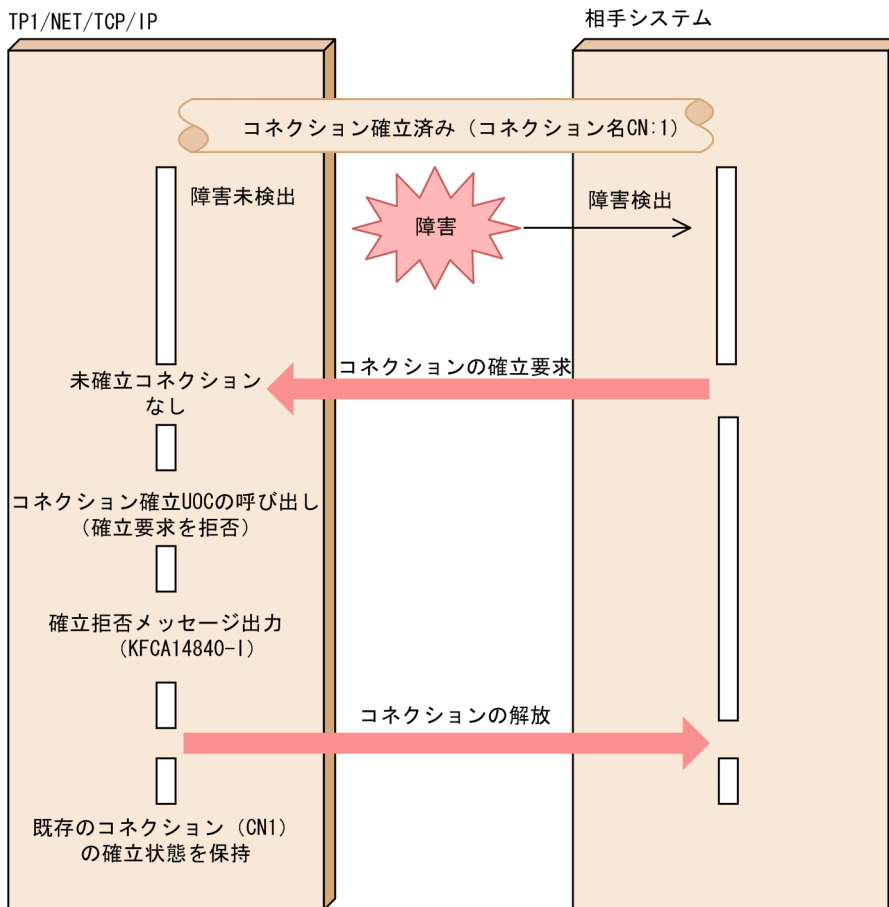 TP1/NET/TCP/IP
相手システム
コネクション確立済み（コネクション名CN:1）
障害未検出
障害
障害検出
コネクションの確立要求
未確立コネクション
なし
コネクション確立UOCの呼び出し
（確立要求を拒否）
確立拒否メッセージ出力
（KFCA14840-I）
コネクションの解放
既存のコネクション（CN1）
の確立状態を保持